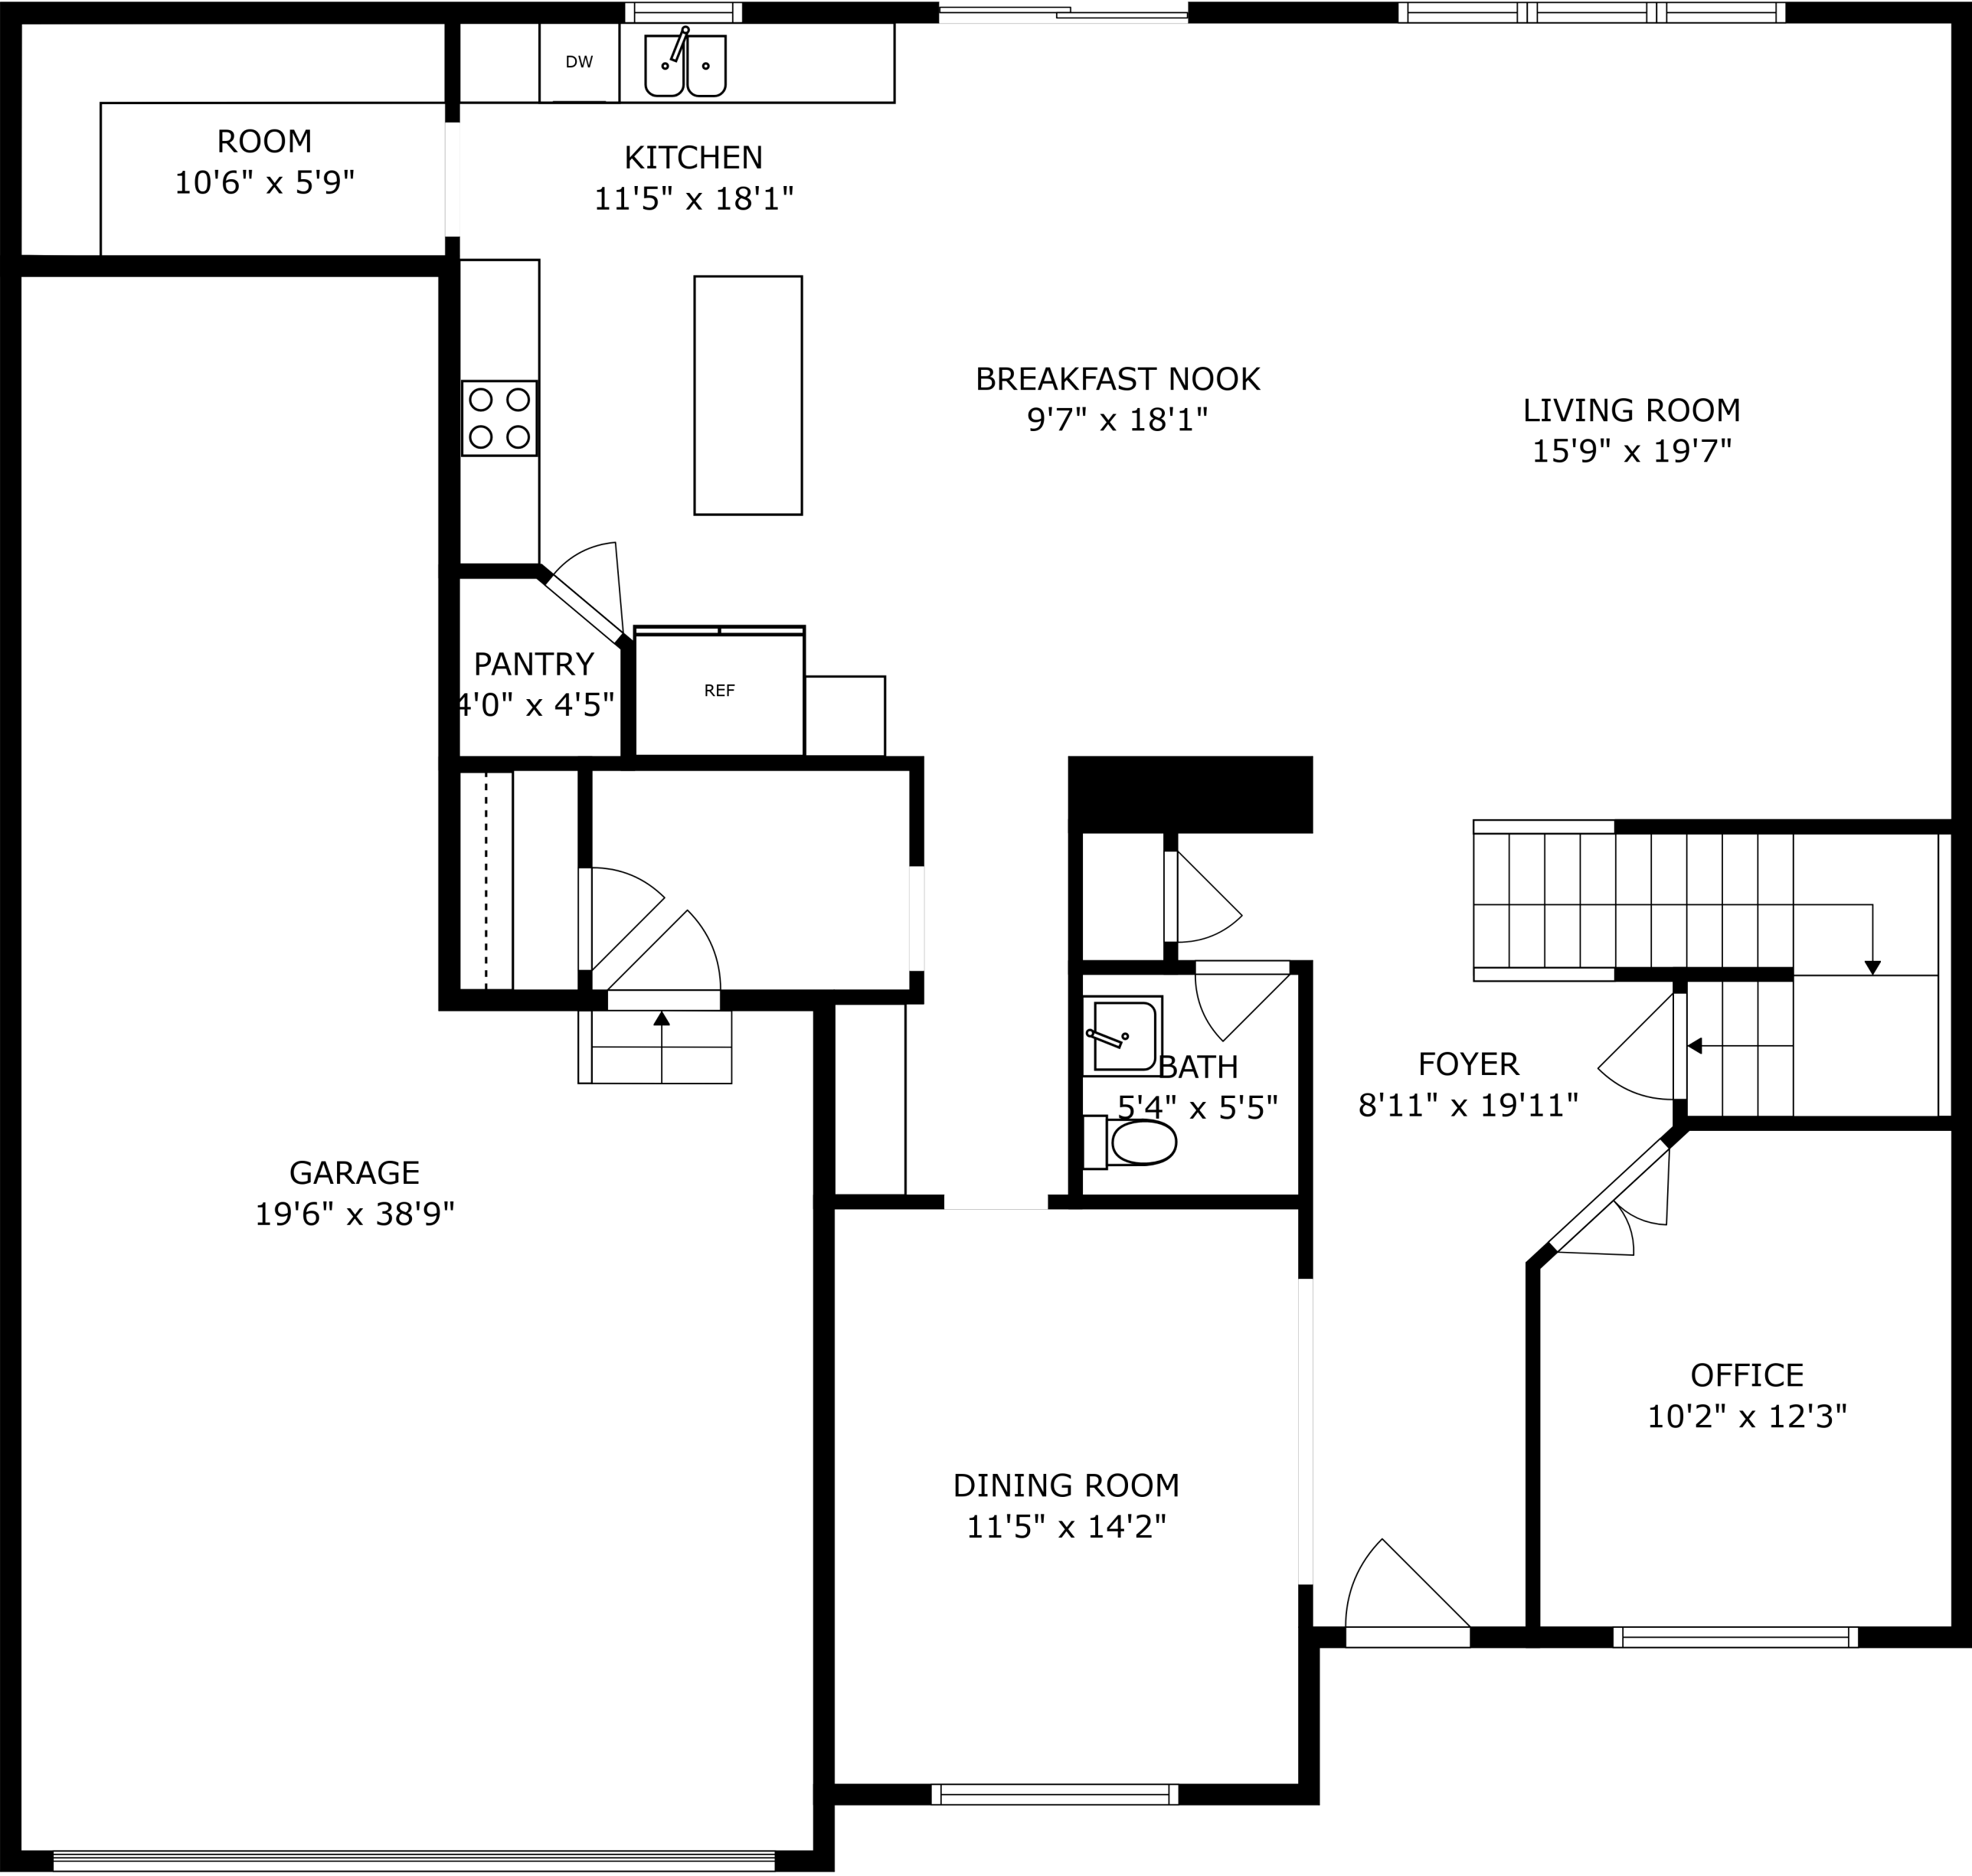 DW
ROOM
10'6" x 5'9"
KITCHEN
11'5" x 18'1"
BREAKFAST NOOK
9'7" x 18'1"
LIVING ROOM
15'9" x 19'7"
PANTRY
4'0" x 4'5"
REF
BATH
5'4" x 5'5"
FOYER
8'11" x 19'11"
GARAGE
19'6" x 38'9"
OFFICE
10'2" x 12'3"
DINING ROOM
11'5" x 14'2"